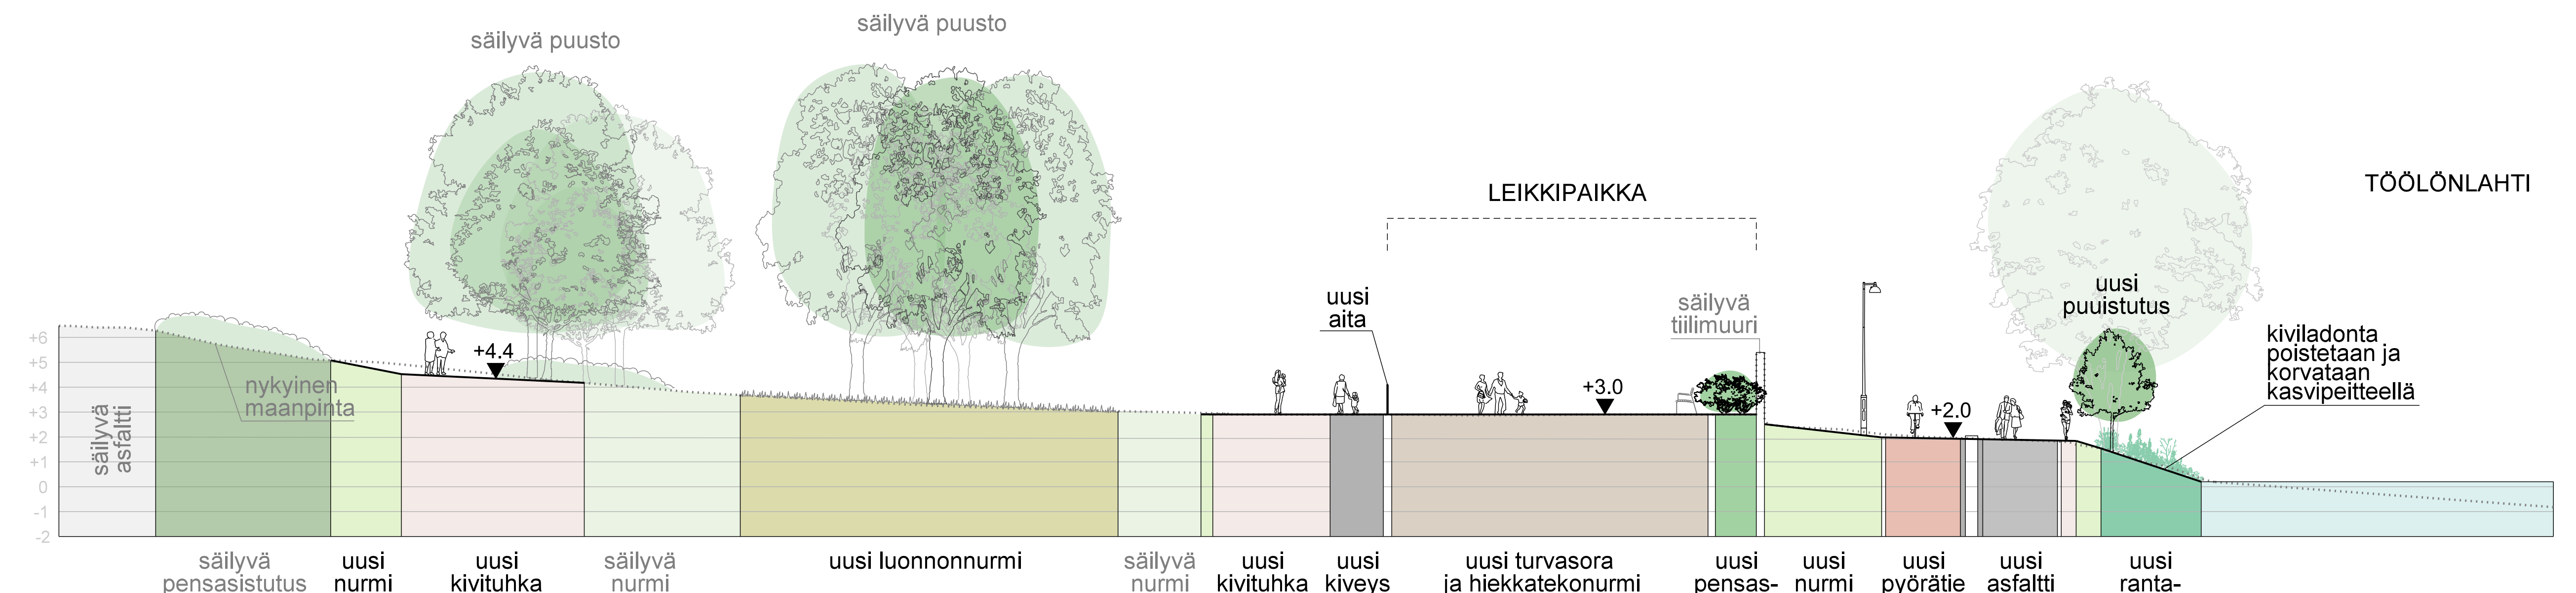 säilyvä puusto
säilyvä puusto
LEIKKIPAIKKA
TÖÖLÖNLAHTI
uusi
aita
säilyvä
tiilimuuri
uusi
puuistutus
kiviladonta
poistetaan ja
korvataan
kasvipeitteellä
+4.4
+3.0
+2.0
nykyinen
maanpinta
säilyvä
asfaltti
+6
+5
+4
+3
+2
+1
0
-1
-2
säilyvä
pensasistutus
uusi
nurmi
uusi
kivituhka
säilyvä
nurmi
uusi luonnonnurmi
säilyvä
nurmi
uusi
kivituhka
uusi
kiveys
uusi turvasora
ja hiekkatekonurmi
uusi
pensas-
uusi
nurmi
uusi
pyörätie
uusi
asfaltti
uusi
ranta-